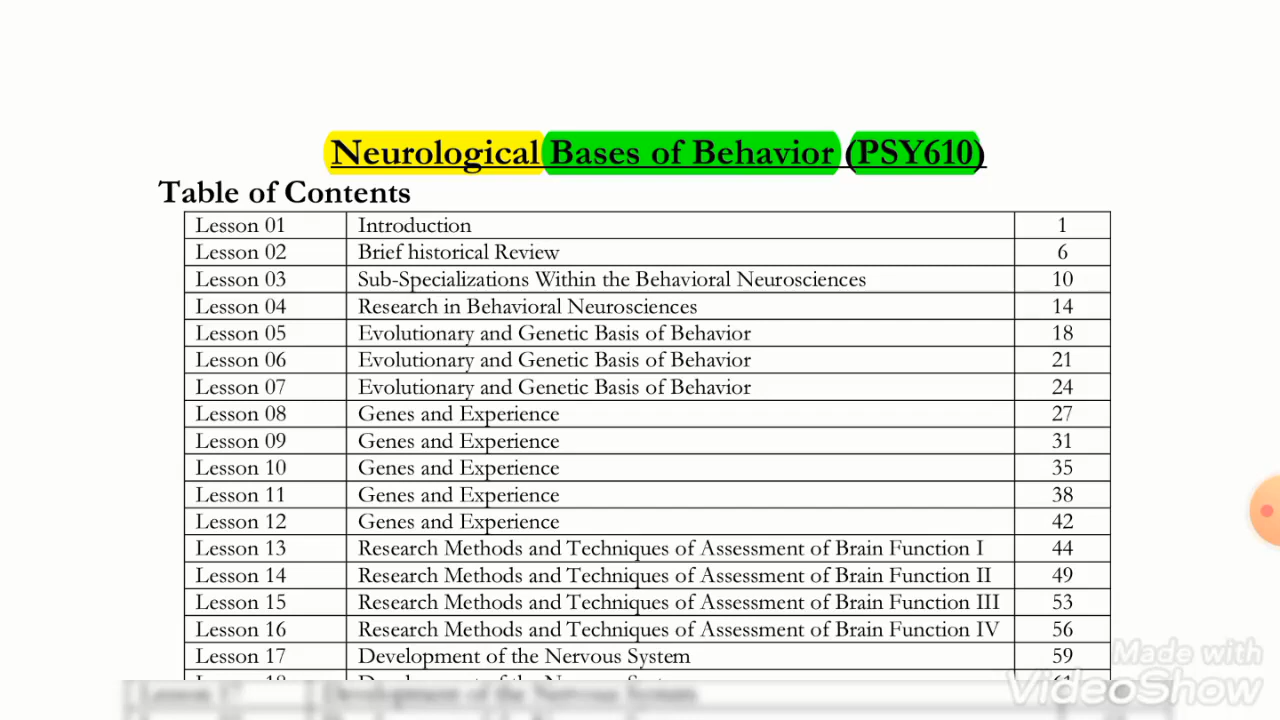 Neurological Bases of Behavior (PSY610)
Table of Contents
Lesson 01 Introduction 1
Lesson 02 Brief historical Review 6
Lesson 03 Sub-Specializations Within the Behavioral Neurosciences 10
Lesson 04 Research in Behavioral Neurosciences 14
Lesson 05 Evolutionary and Genetic Basis of Behavior 18
Lesson 06 Evolutionary and Genetic Basis of Behavior 21
Lesson 07 Evolutionary and Genetic Basis of Behavior 24
Lesson 08 Genes and Experience 27
Lesson 09 Genes and Experience 31
Lesson 10 Genes and Experience 35
Lesson 11 Genes and Experience 38
Lesson 12 Genes and Experience 42
Lesson 13 Research Methods and Techniques of Assessment of Brain Function I 44
Lesson 14 Research Methods and Techniques of Assessment of Brain Function II 49
Lesson 15 Research Methods and Techniques of Assessment of Brain Function III 53
Lesson 16 Research Methods and Techniques of Assessment of Brain Function IV 56
Lesson 17 Development of the Nervous System 59
Made with
VideoShow
Lesson 17 Development of the Nervous System